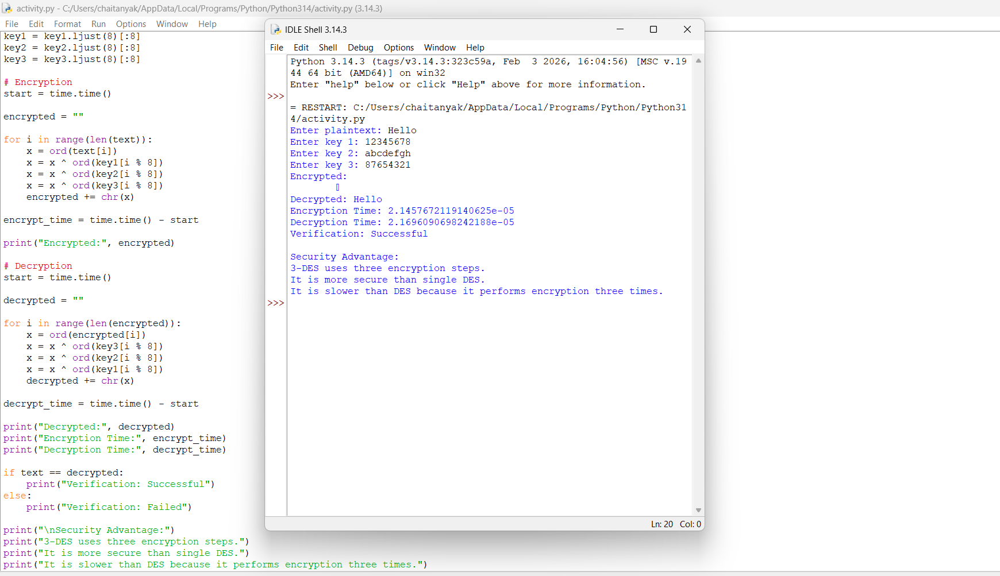 activity.py - C:/Users/chaitanyak/AppData/Local/Programs/Python/Python314/activity.py (3.14.3)
File Edit Format Run Options Window Help
key1 = key1.ljust(8)[:8]
key2 = key2.ljust(8)[:8]
key3 = key3.ljust(8)[:8]

# Encryption
start = time.time()

encrypted = ""

for i in range(len(text)):
    x = ord(text[i])
    x = x ^ ord(key1[i % 8])
    x = x ^ ord(key2[i % 8])
    x = x ^ ord(key3[i % 8])
    encrypted += chr(x)

encrypt_time = time.time() - start

print("Encrypted:", encrypted)

# Decryption
start = time.time()

decrypted = ""

for i in range(len(encrypted)):
    x = ord(encrypted[i])
    x = x ^ ord(key3[i % 8])
    x = x ^ ord(key2[i % 8])
    x = x ^ ord(key1[i % 8])
    decrypted += chr(x)

decrypt_time = time.time() - start

print("Decrypted:", decrypted)
print("Encryption Time:", encrypt_time)
print("Decryption Time:", decrypt_time)

if text == decrypted:
    print("Verification: Successful")
else:
    print("Verification: Failed")

print("\nSecurity Advantage:")
print("3-DES uses three encryption steps.")
print("It is more secure than single DES.")
print("It is slower than DES because it performs encryption three times.")
IDLE Shell 3.14.3
File Edit Shell Debug Options Window Help
Python 3.14.3 (tags/v3.14.3:323c59a, Feb  3 2026, 16:04:56) [MSC v.19
44 64 bit (AMD64)] on win32
Enter "help" below or click "Help" above for more information.
>>>
= RESTART: C:/Users/chaitanyak/AppData/Local/Programs/Python/Python31
4/activity.py
Enter plaintext: Hello
Enter key 1: 12345678
Enter key 2: abcdefgh
Enter key 3: 87654321
Encrypted:
Decrypted: Hello
Encryption Time: 2.1457672119140625e-05
Decryption Time: 2.1696090698242188e-05
Verification: Successful

Security Advantage:
3-DES uses three encryption steps.
It is more secure than single DES.
It is slower than DES because it performs encryption three times.
>>>
Ln: 20 Col: 0